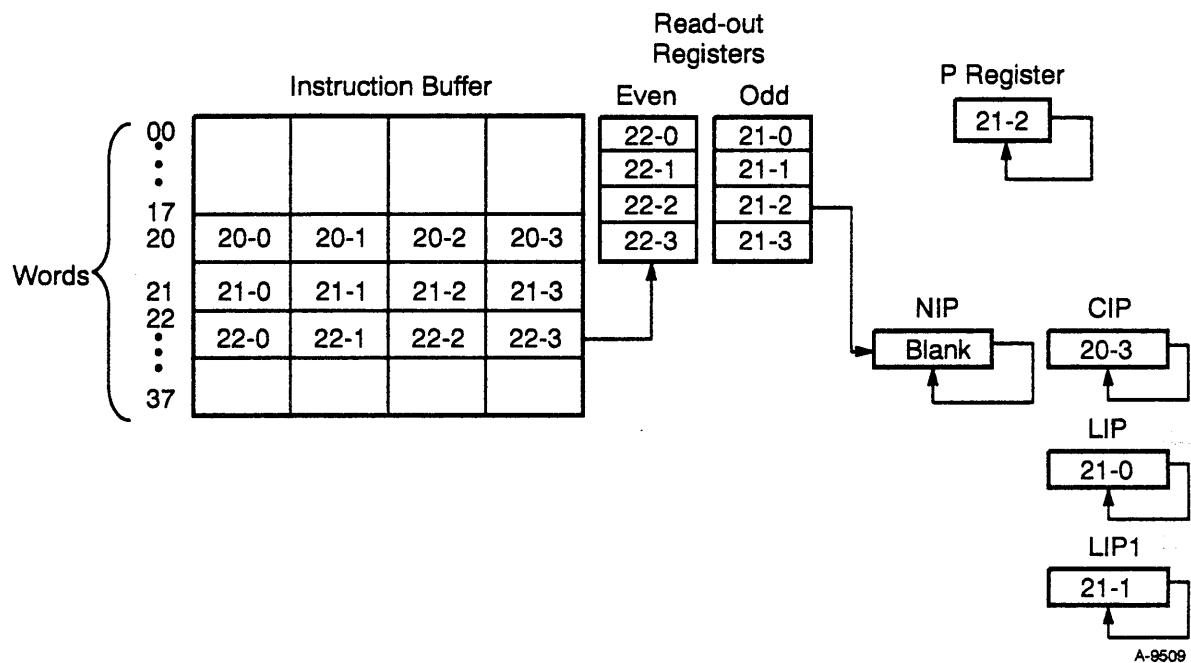 Read-out
Registers
Instruction Buffer
Even Odd
P Register
Words
00
17
20
21
22
37
20-0 20-1 20-2 20-3
21-0 21-1 21-2 21-3
22-0 22-1 22-2 22-3
22-0 21-0
22-1 21-1
22-2 21-2
22-3 21-3
21-2
NIP CIP
Blank 20-3
LIP
21-0
LIP1
21-1
A-9509